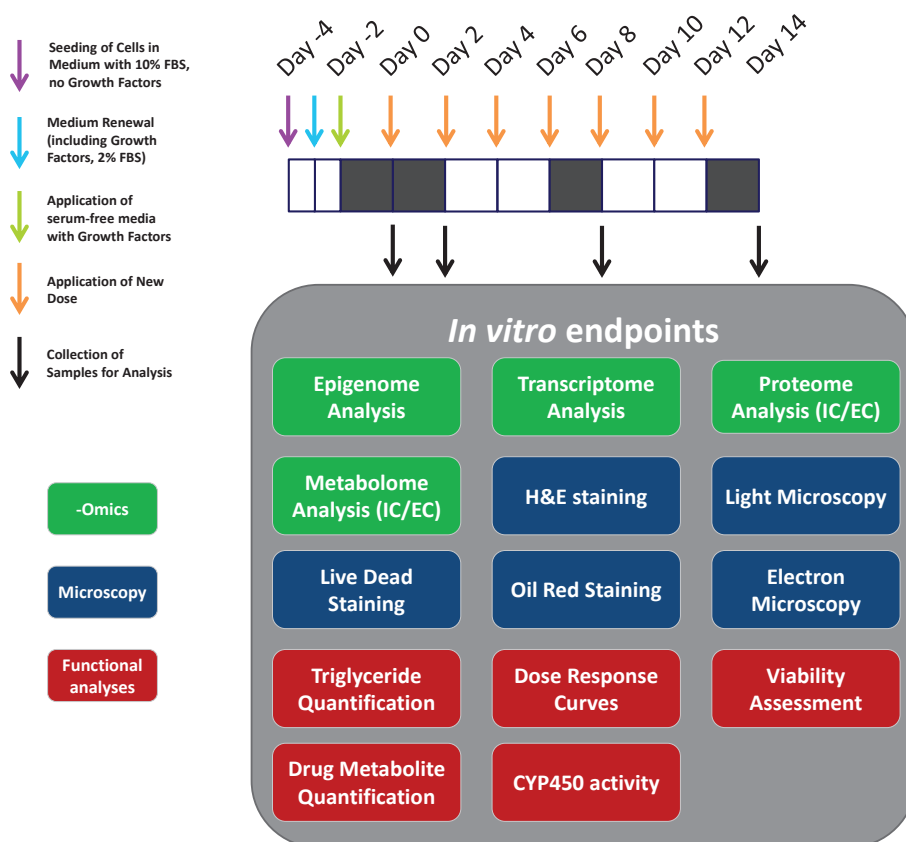 Seeding of Cells in
Medium with 10% FBS,
no Growth Factors
Medium Renewal
(including Growth
Factors, 2% FBS)
Application of
serum-free media
with Growth Factors
Application of New
Dose
Collection of
Samples for Analysis
-Omics
Microscopy
Functional
analyses
Day -4
Day -2
Day 0
Day 2
Day 4
Day 6
Day 8
Day 10
Day 12
Day 14
In vitro endpoints
Epigenome
Analysis
Transcriptome
Analysis
Proteome
Analysis (IC/EC)
Metabolome
Analysis (IC/EC)
H&E staining
Light Microscopy
Live Dead
Staining
Oil Red Staining
Electron
Microscopy
Triglyceride
Quantification
Dose Response
Curves
Viability
Assessment
Drug Metabolite
Quantification
CYP450 activity